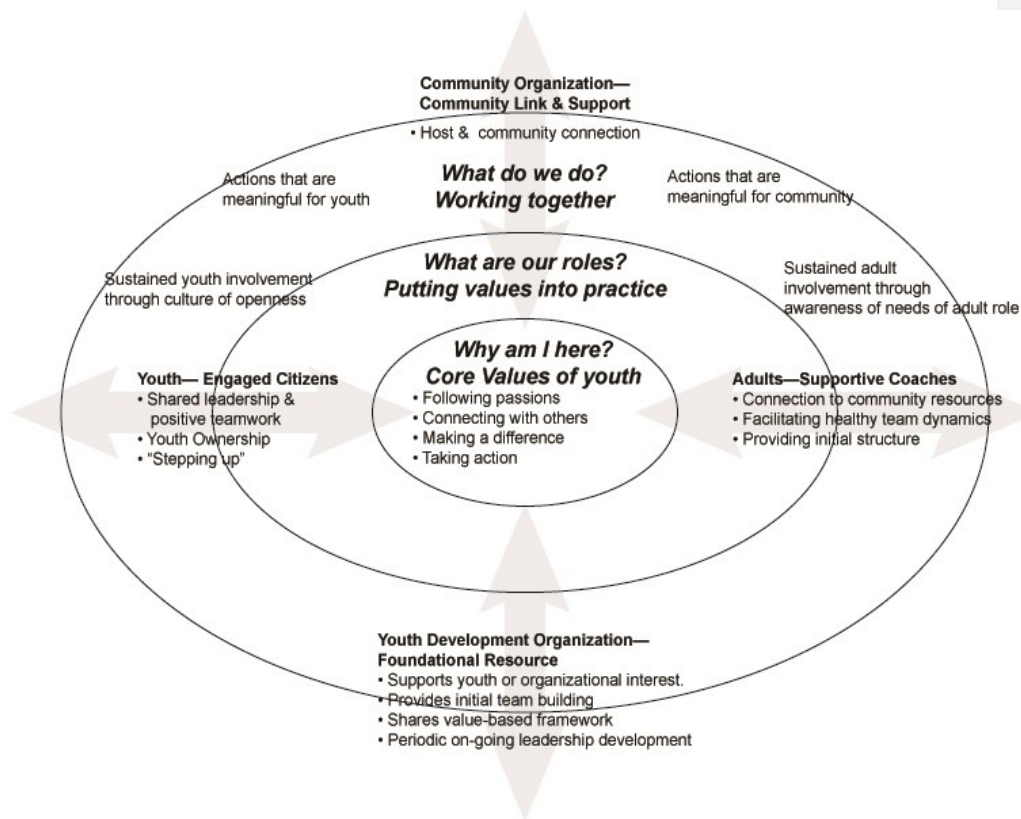 Community Organization—
Community Link & Support
• Host & community connection
What do we do?
Working together
Actions that are
meaningful for youth
Actions that are
meaningful for community
What are our roles?
Putting values into practice
Sustained youth involvement
through culture of openness
Sustained adult
involvement through
awareness of needs of adult role
Why am I here?
Core Values of youth
• Following passions
• Connecting with others
• Making a difference
• Taking action
Youth— Engaged Citizens
• Shared leadership &
positive teamwork
• Youth Ownership
• "Stepping up"
Adults—Supportive Coaches
• Connection to community resources
• Facilitating healthy team dynamics
• Providing initial structure
Youth Development Organization—
Foundational Resource
• Supports youth or organizational interest.
• Provides initial team building
• Shares value-based framework
• Periodic on-going leadership development